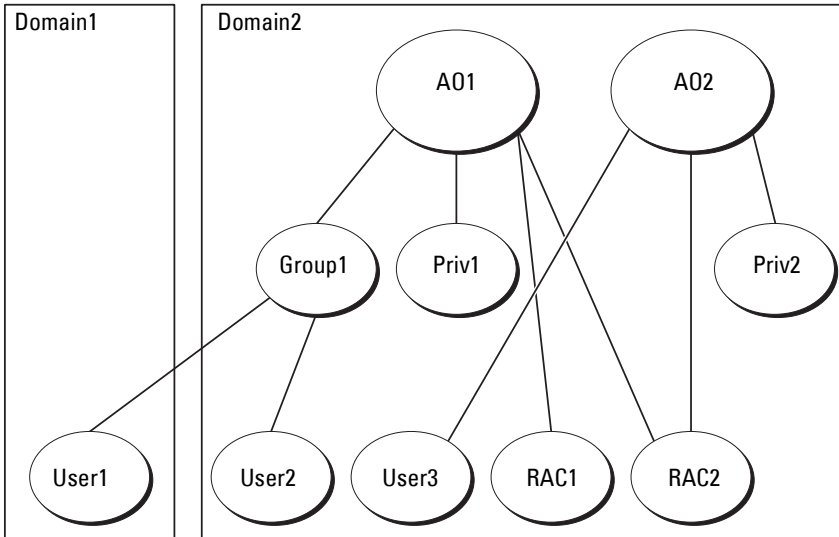 Domain1
Domain2
AO1
AO2
Group1
Priv1
Priv2
User1
User2
User3
RAC1
RAC2